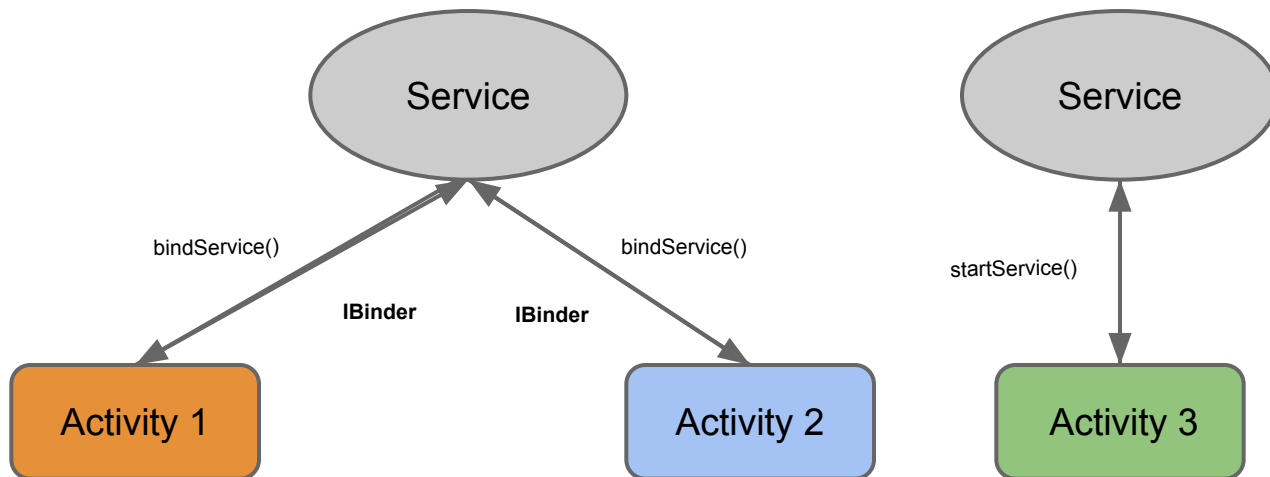 Service
Service
bindService()
bindService()
startService()
IBinder
IBinder
Activity 1
Activity 2
Activity 3